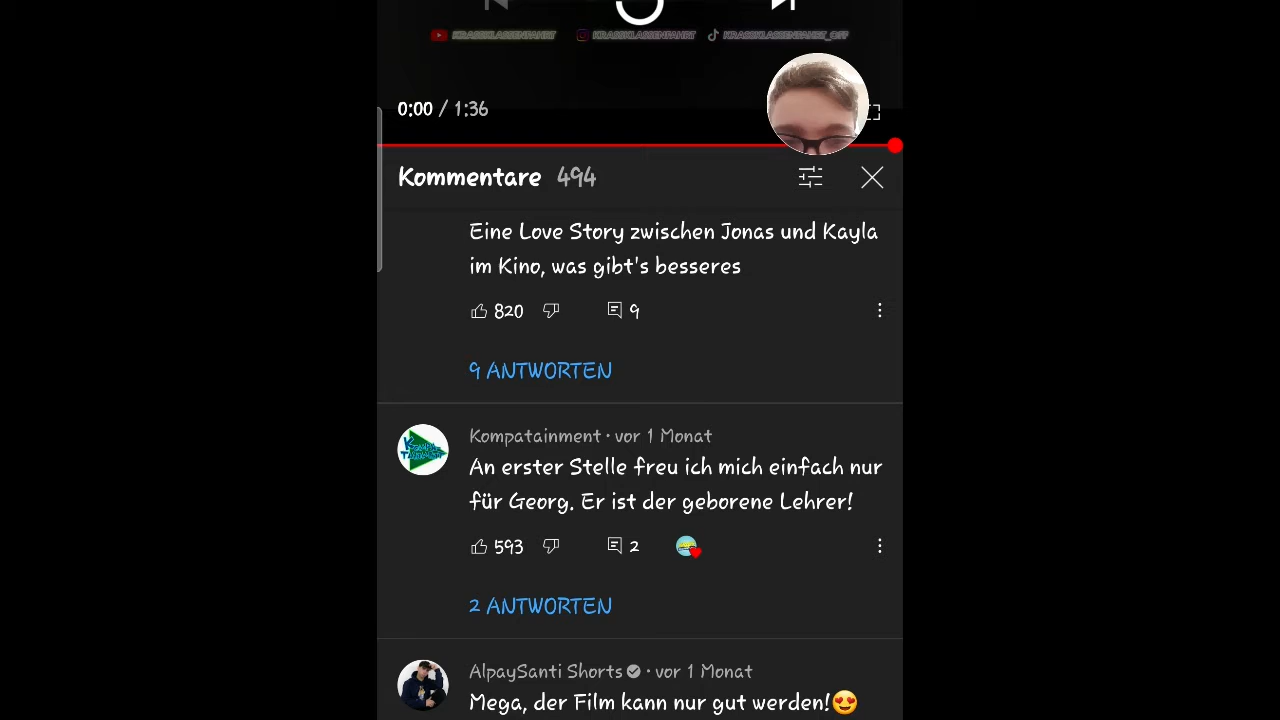 KRASSKLASSENFAHRT KRASSKLASSENFAHRT KRASSKLASSENFAHRT_OFF
0:00 / 1:36
Kommentare 494
Eine Love Story zwischen Jonas und Kayla
im Kino, was gibt's besseres
820 9
9 ANTWORTEN
Kompatainment · vor 1 Monat
An erster Stelle freu ich mich einfach nur
für Georg. Er ist der geborene Lehrer!
593 2
2 ANTWORTEN
AlpaySanti Shorts · vor 1 Monat
Mega, der Film kann nur gut werden!😍